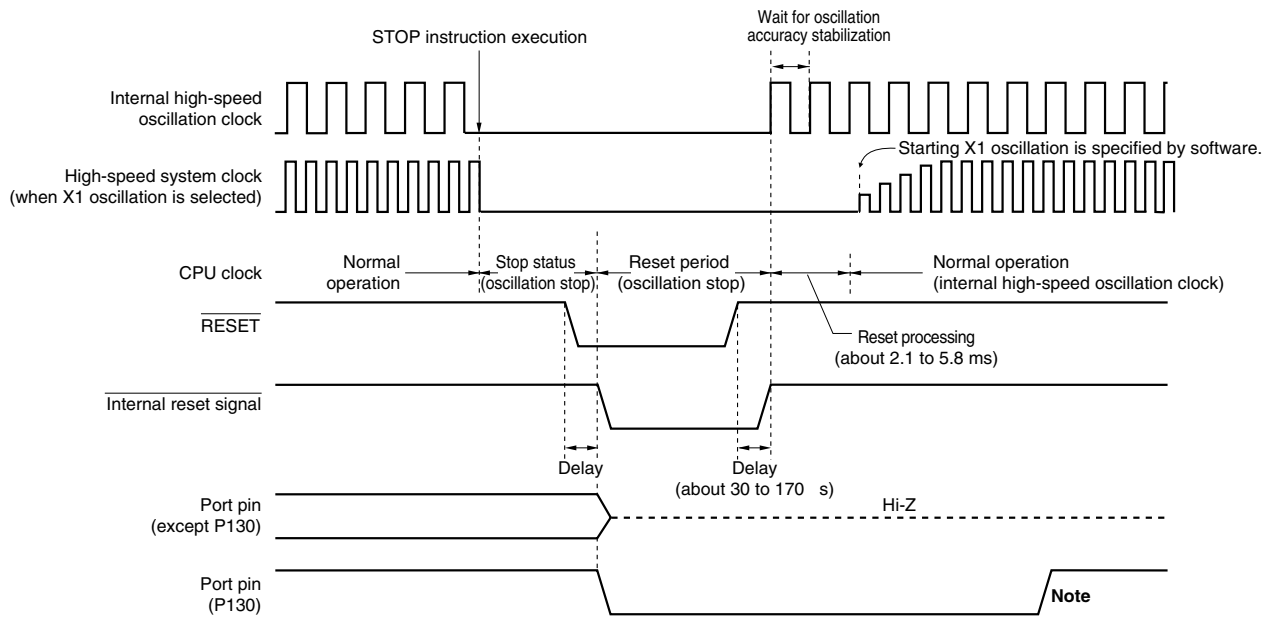 Wait for oscillation
accuracy stabilization
STOP instruction execution
Internal high-speed
oscillation clock
Starting X1 oscillation is specified by software.
High-speed system clock
(when X1 oscillation is selected)
CPU clock
Normal
operation
Stop status
(oscillation stop)
Reset period
(oscillation stop)
Normal operation
(internal high-speed oscillation clock)
RESET
Reset processing
(about 2.1 to 5.8 ms)
Internal reset signal
Delay
Delay
(about 30 to 170 s)
Port pin
(except P130)
Hi-Z
Port pin
(P130)
Note